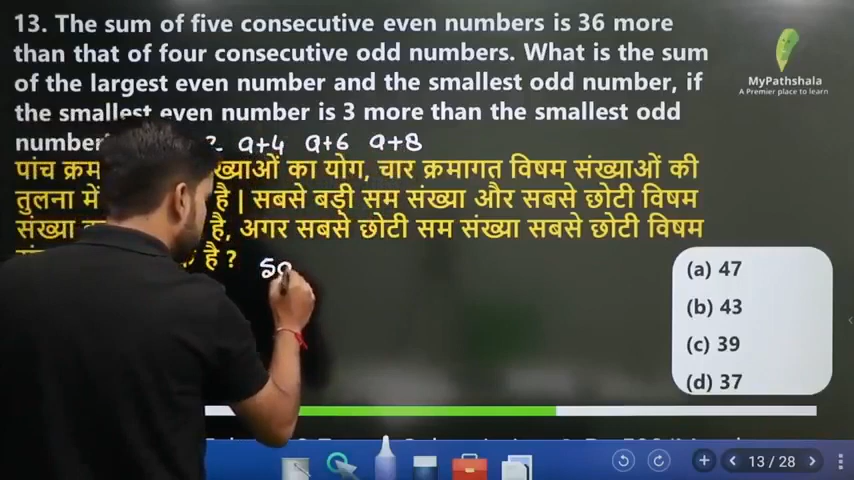 13. The sum of five consecutive even numbers is 36 more
than that of four consecutive odd numbers. What is the sum
of the largest even number and the smallest odd number, if
the smallest even number is 3 more than the smallest odd
number a+4 a+6 a+8
पांच क्रम ख्याओं का योग, चार क्रमागत विषम संख्याओं की
तुलना में है | सबसे बड़ी सम संख्या और सबसे छोटी विषम
संख्या है, अगर सबसे छोटी सम संख्या सबसे छोटी विषम
है ?
MyPathshala
A Premier place to learn
(a) 47
(b) 43
(c) 39
(d) 37
13 / 28